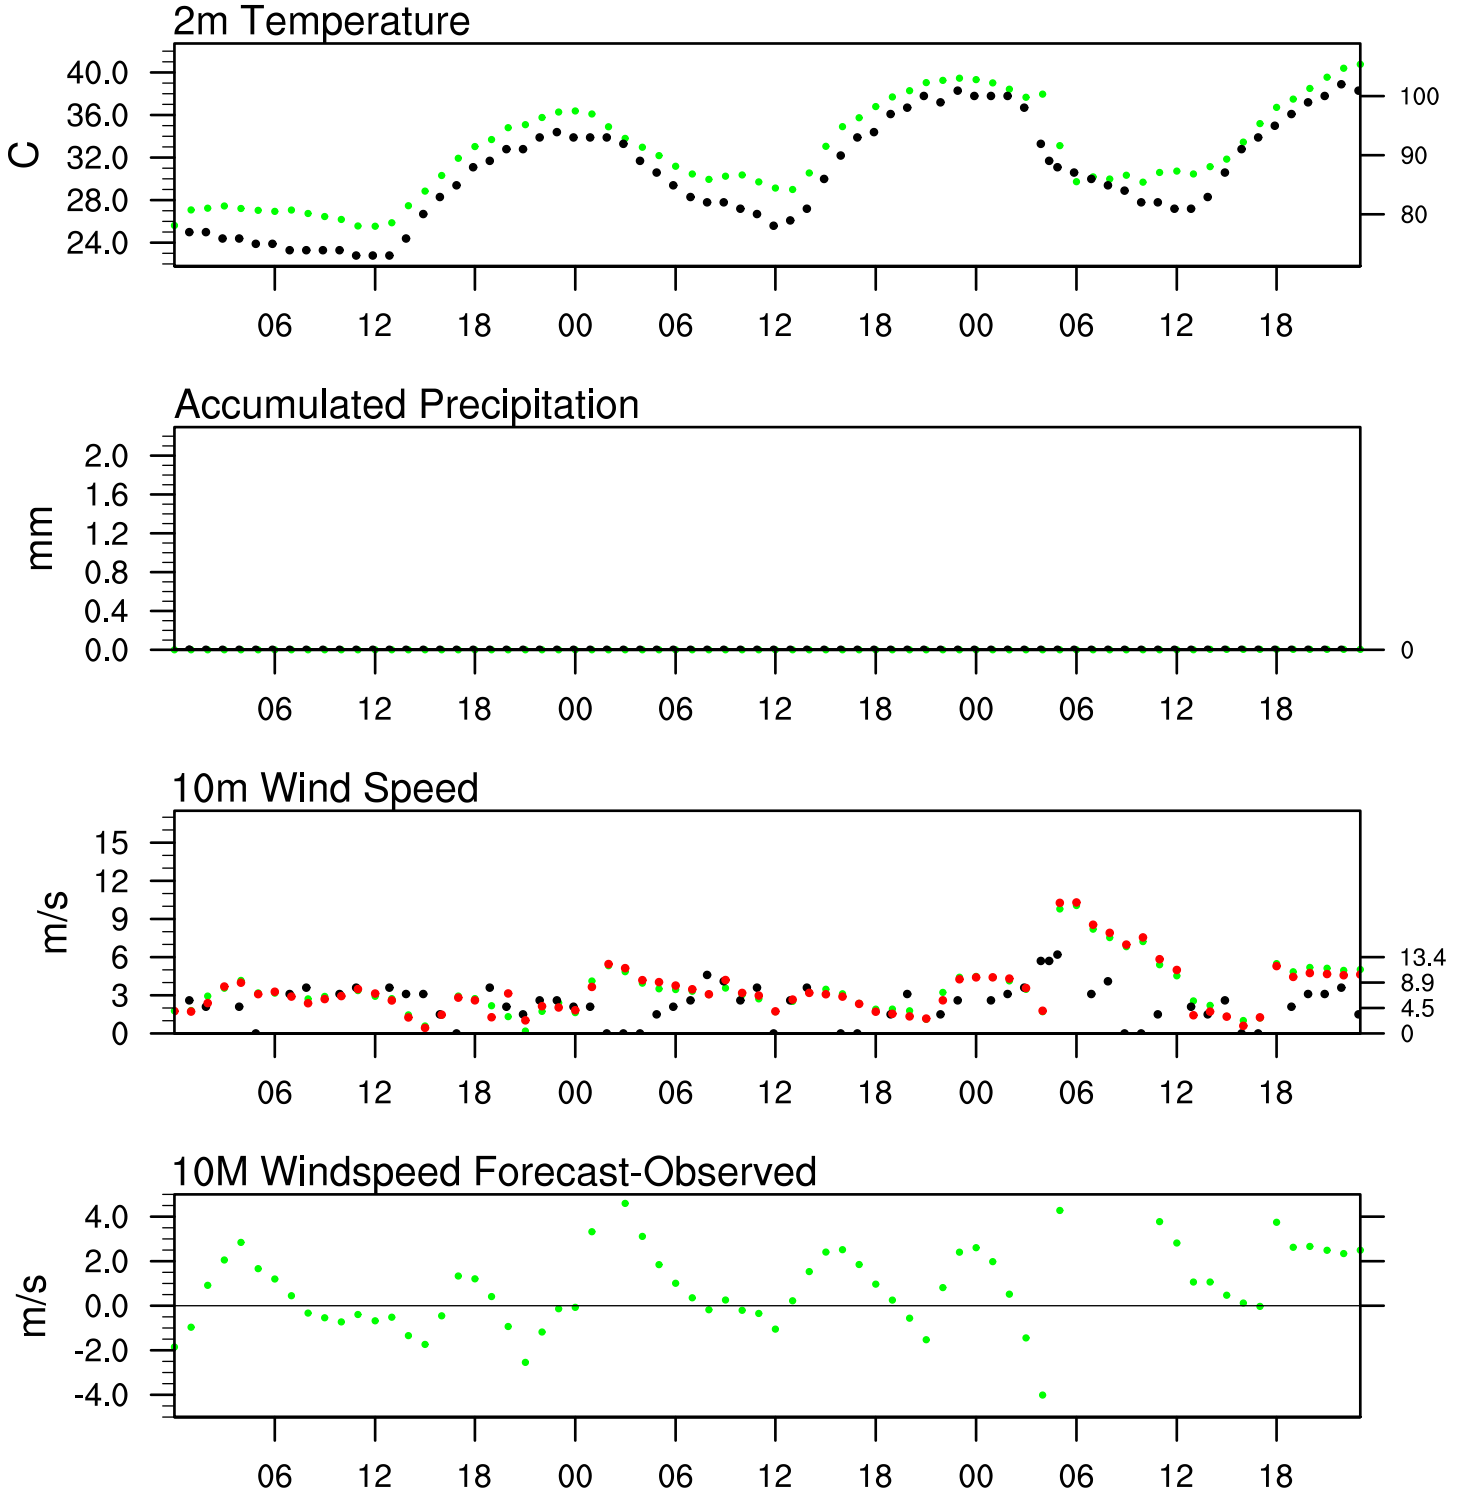 2m Temperature
40.0
36.0
32.0
28.0
24.0
C
100
90
80
06 12 18 00 06 12 18 00 06 12 18
Accumulated Precipitation
2.0
1.6
1.2
0.8
0.4
0.0
mm
0
06 12 18 00 06 12 18 00 06 12 18
10m Wind Speed
15
12
9
6
3
0
m/s
13.4
8.9
4.5
0
06 12 18 00 06 12 18 00 06 12 18
10M Windspeed Forecast-Observed
4.0
2.0
0.0
-2.0
-4.0
m/s
06 12 18 00 06 12 18 00 06 12 18